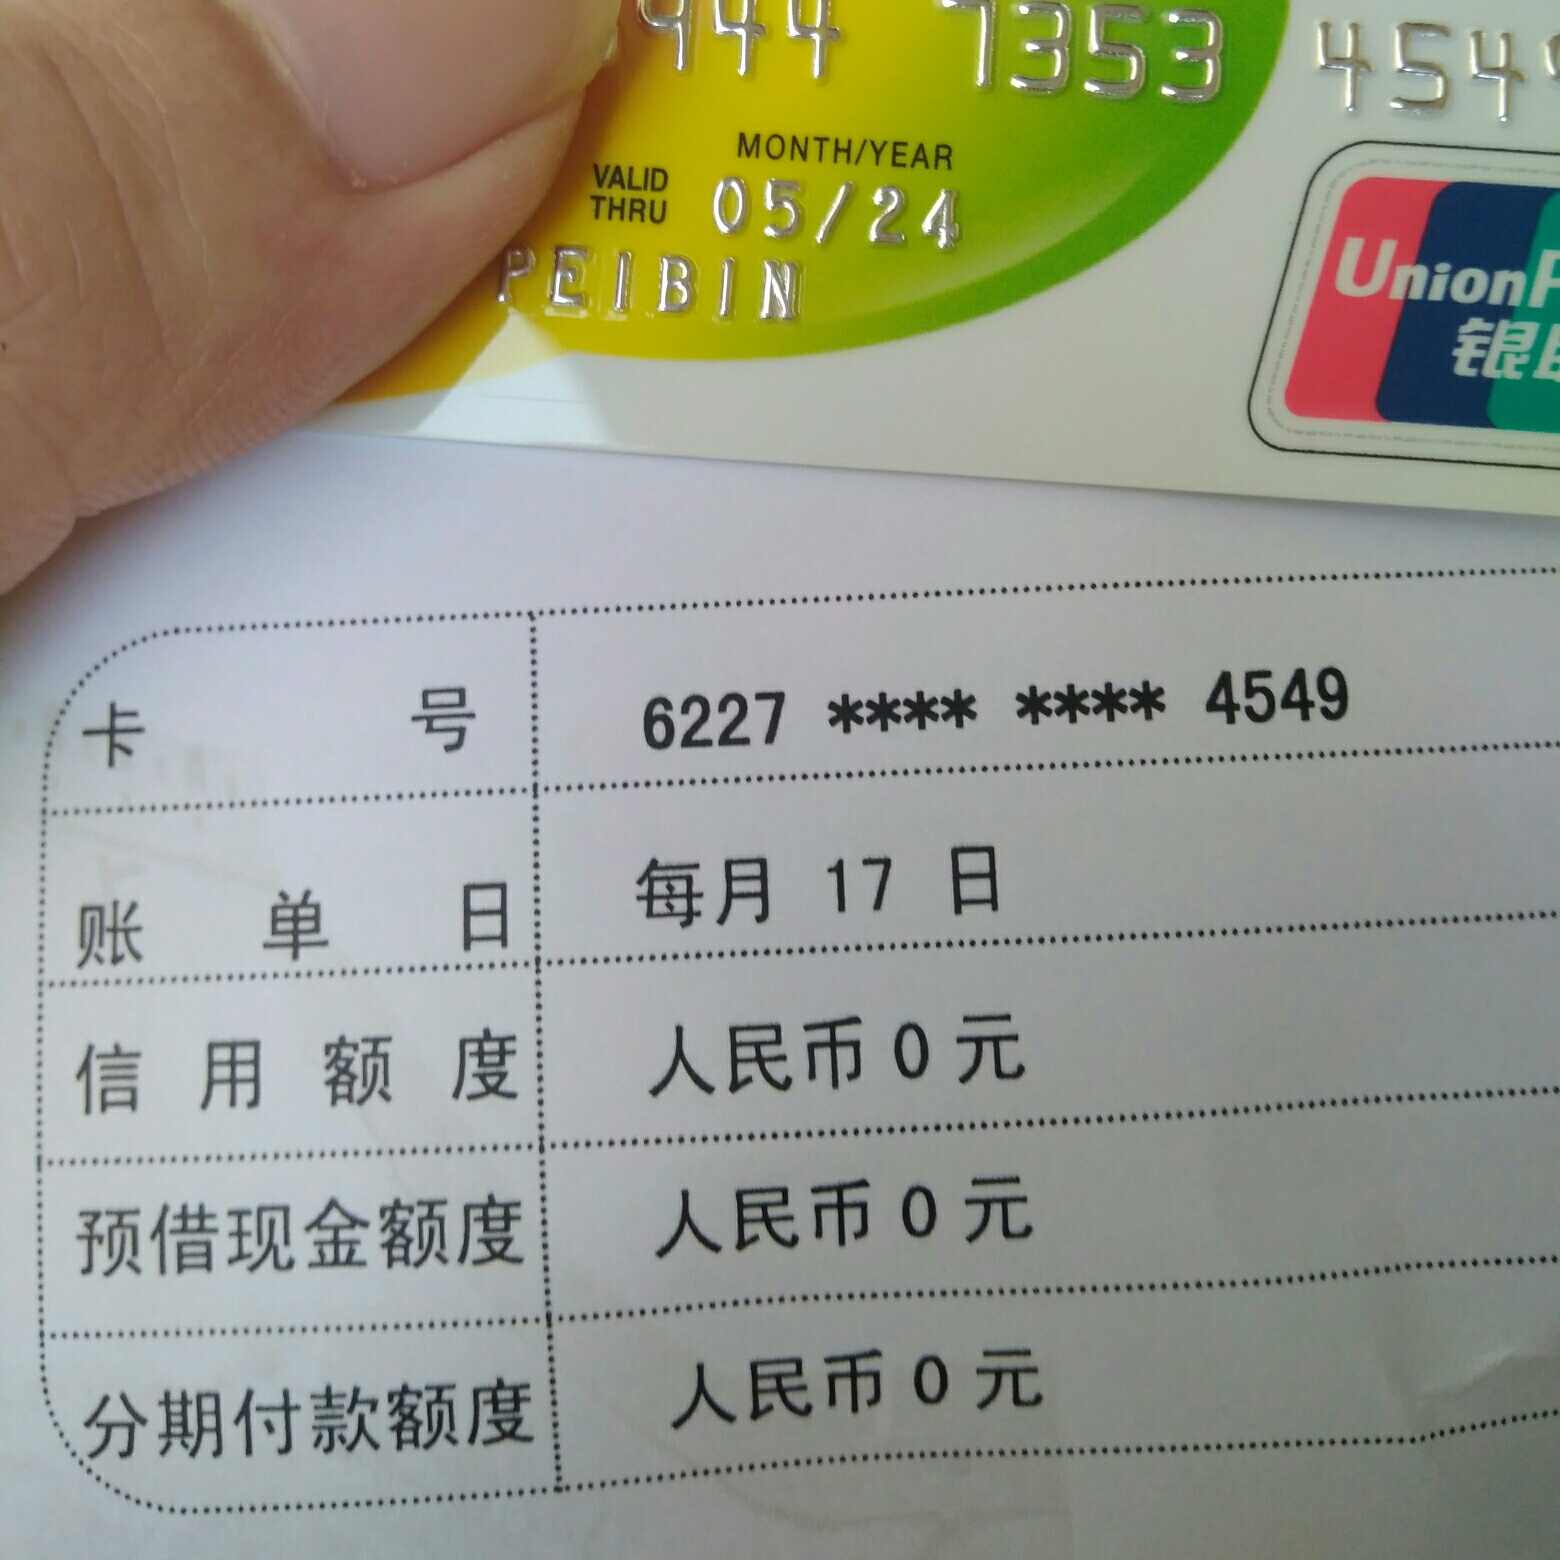 944 7353 454
MONTH/YEAR
VALID THRU 05/24
PEIBIN
UnionP
银
卡号 6227 **** **** 4549
账单日 每月 17 日
信用额度 人民币 0 元
预借现金额度 人民币 0 元
分期付款额度 人民币 0 元